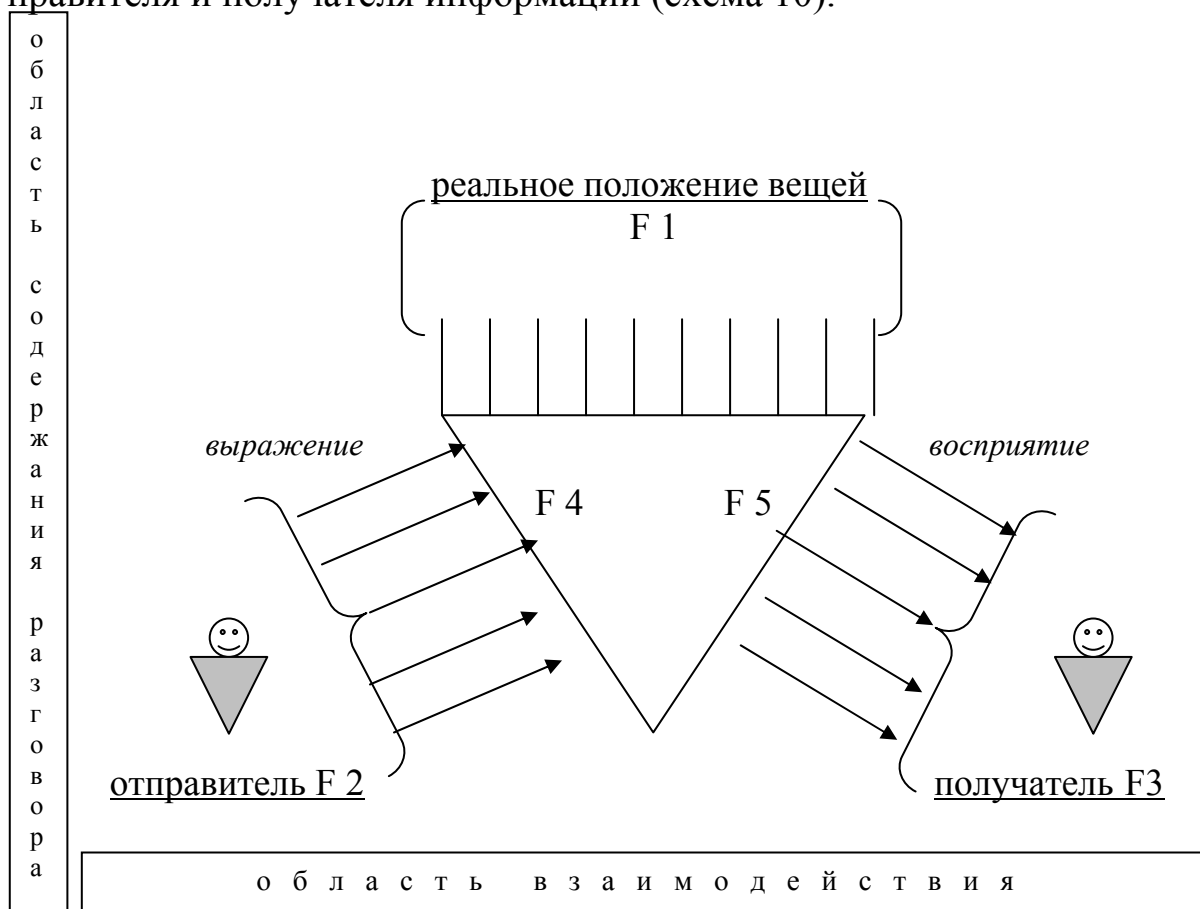 правителя и получателя информации (схема 10).
область содержания разговора
реальное положение вещей
F 1
выражение
восприятие
F 4
F 5
отправитель F 2
получатель F3
область взаимодействия